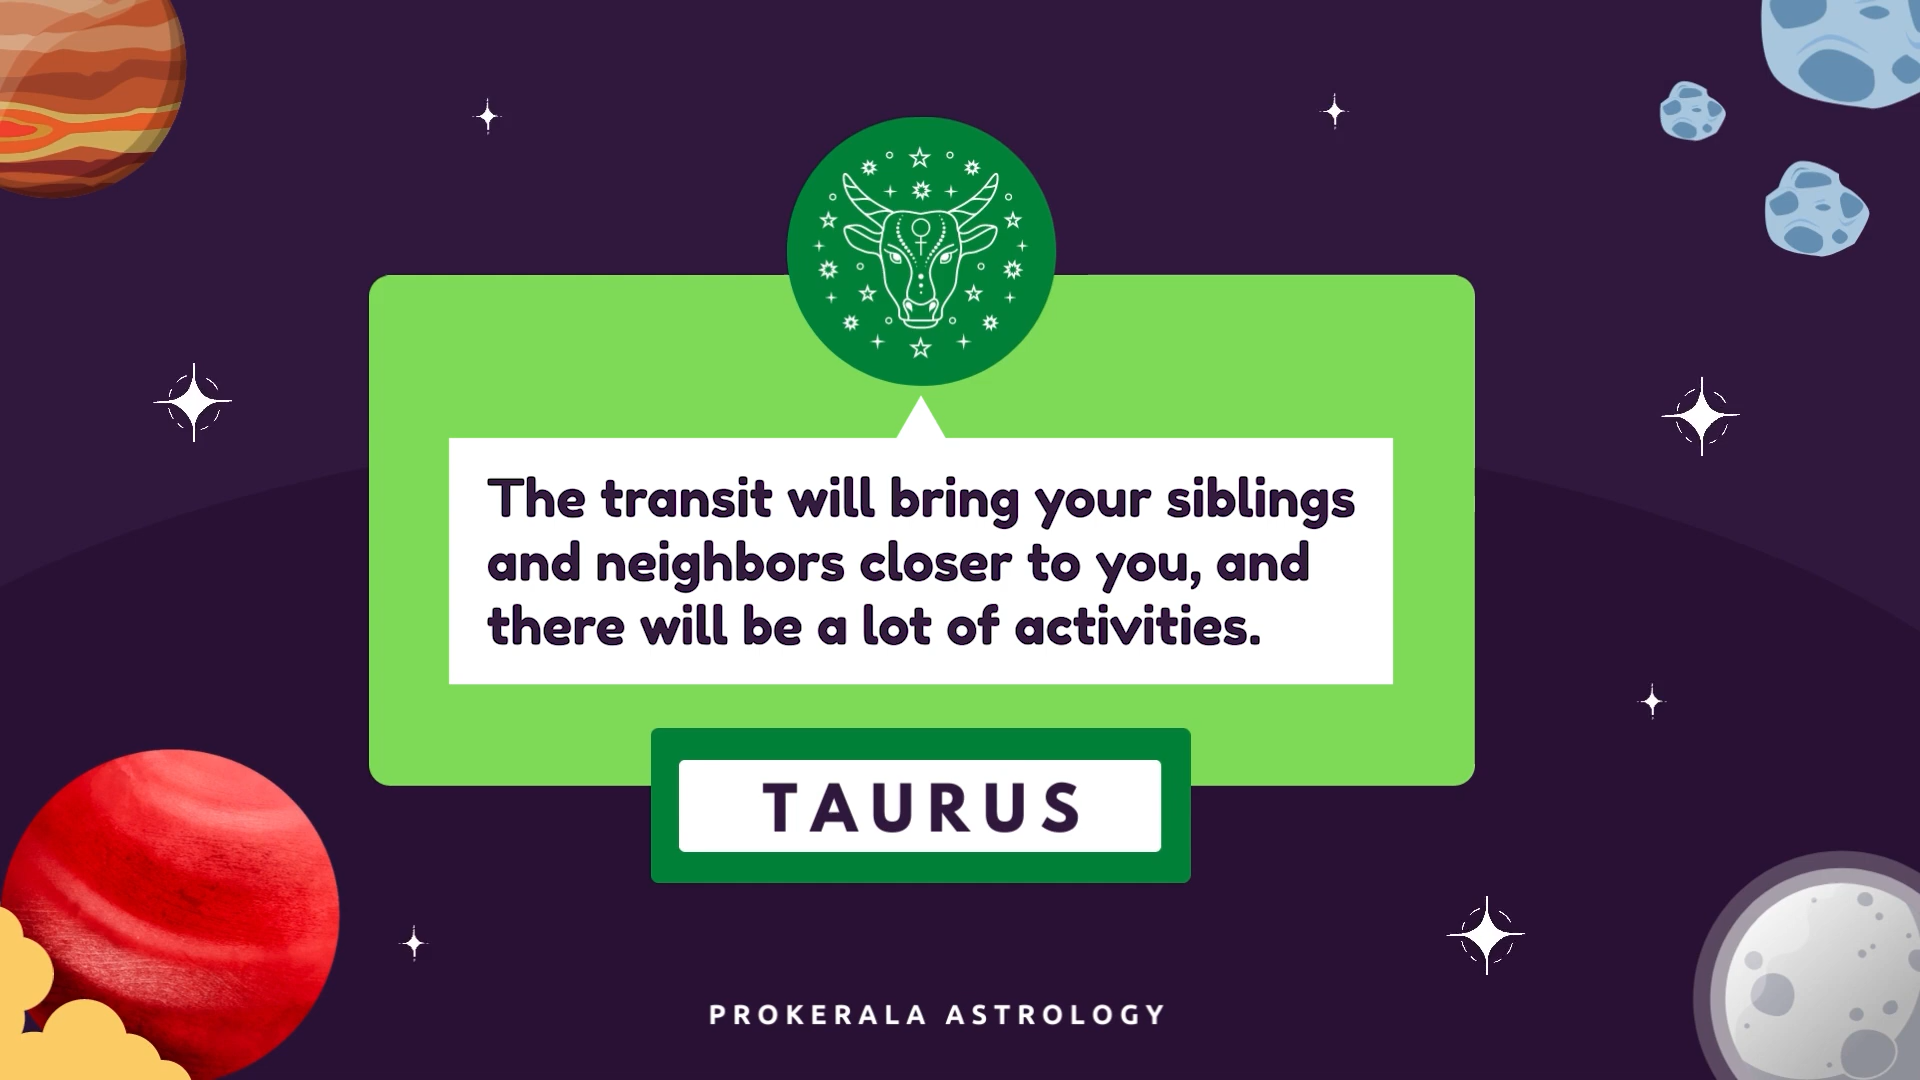 The transit will bring your siblings
and neighbors closer to you, and
there will be a lot of activities.
TAURUS
PROKERALA ASTROLOGY